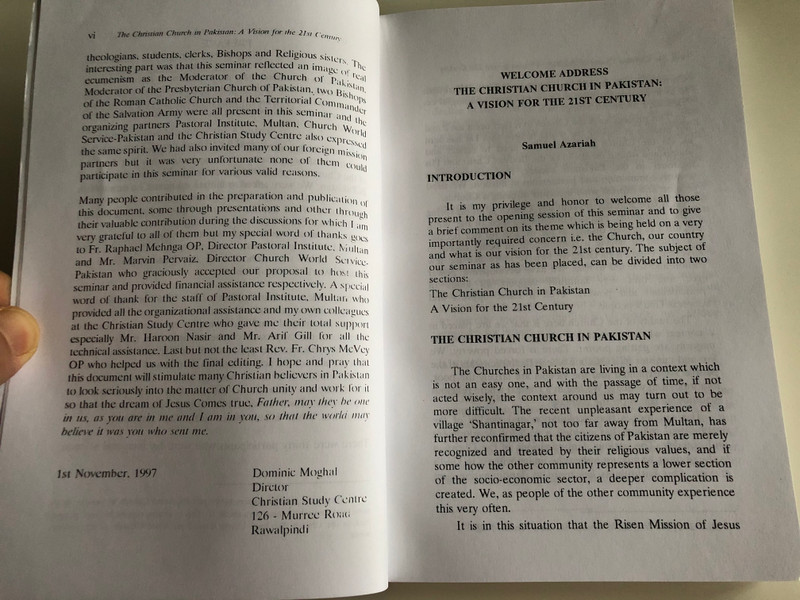 vi The Christian Church in Pakistan: A Vision for the 21st Century
theologians, students, clerks, Bishops and Religious sisters. The
interesting part was that this seminar reflected an image of real
ecumenism as the Moderator of the Church of Pakistan,
Moderator of the Presbyterian Church of Pakistan, two Bishops
of the Roman Catholic Church and the Territorial Commander
of the Salvation Army were all present in this seminar and the
organizing partners Pastoral Institute, Multan, Church World
Service-Pakistan and the Christian Study Centre also expressed
the same spirit. We had also invited many of our foreign mission
partners but it was very unfortunate none of them could
participate in this seminar for various valid reasons.
Many people contributed in the preparation and publication of
this document, some through presentations and other through
their valuable contribution during the discussions for which I am
very grateful to all of them but my special word of thanks goes
to Fr. Raphael Mehnga OP, Director Pastoral Institute, Multan
and Mr. Marvin Pervaiz, Director Church World Service-
Pakistan who graciously accepted our proposal to host this
seminar and provided financial assistance respectively. A special
word of thank for the staff of Pastoral Institute, Multan who
provided all the organizational assistance and my own colleagues
at the Christian Study Centre who gave me their total support
especially Mr. Haroon Nasir and Mr. Arif Gill for all the
technical assistance. Last but not the least Rev. Fr. Chrys McVey
OP who helped us with the final editing. I hope and pray that
this document will stimulate many Christian believers in Pakistan
to look seriously into the matter of Church unity and work for it
so that the dream of Jesus Comes true, Father, may they be one
in us, as you are in me and I am in you, so that the world may
believe it was you who sent me.
1st November, 1997 Dominic Moghal
Dirctor
Christian Study Centre
126 - Murree Road
Rawalpindi
WELCOME ADDRESS
THE CHRISTIAN CHURCH IN PAKISTAN:
A VISION FOR THE 21ST CENTURY
Samuel Azariah
INTRODUCTION
It is my privilege and honor to welcome all those
present to the opening session of this seminar and to give
a brief comment on its theme which is being held on a very
importantly required concern i.e. the Church, our country
and what is our vision for the 21st century. The subject of
our seminar as has been placed, can be divided into two
sections:
The Christian Church in Pakistan
A Vision for the 21st Century
THE CHRISTIAN CHURCH IN PAKISTAN
The Churches in Pakistan are living in a context which
is not an easy one, and with the passage of time, if not
acted wisely, the context around us may turn out to be
more difficult. The recent unpleasant experience of a
village ‘Shantinagar,’ not too far away from Multan, has
further reconfirmed that the citizens of Pakistan are merely
recognized and treated by their religious values, and if
some how the other community represents a lower section
of the socio-economic sector, a deeper complication is
created. We, as people of the other community experience
this very often.
It is in this situation that the Risen Mission of Jesus